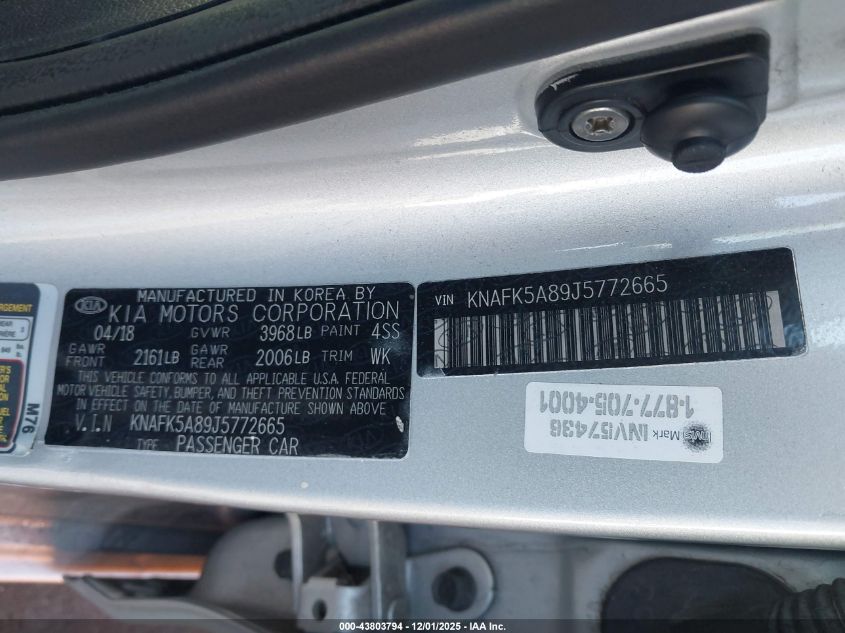 MANUFACTURED IN KOREA BY
KIA MOTORS CORPORATION
04/18 GVWR 3968LB PAINT 4SS
GAWR FRONT 2161LB GAWR REAR 2006LB TRIM WK
THIS VEHICLE CONFORMS TO ALL APPLICABLE U.S.A. FEDERAL
MOTOR VEHICLE SAFETY, BUMPER, AND THEFT PREVENTION STANDARDS
IN EFFECT ON THE DATE OF MANUFACTURE SHOWN ABOVE
V.I.N KNAFK5A89J5772665
TYPE PASSENGER CAR
KIA
VIN KNAFK5A89J5772665
1-877-705-4001
Mark INV57436
M76
000-43803794 - 12/01/2025 - IAA Inc.